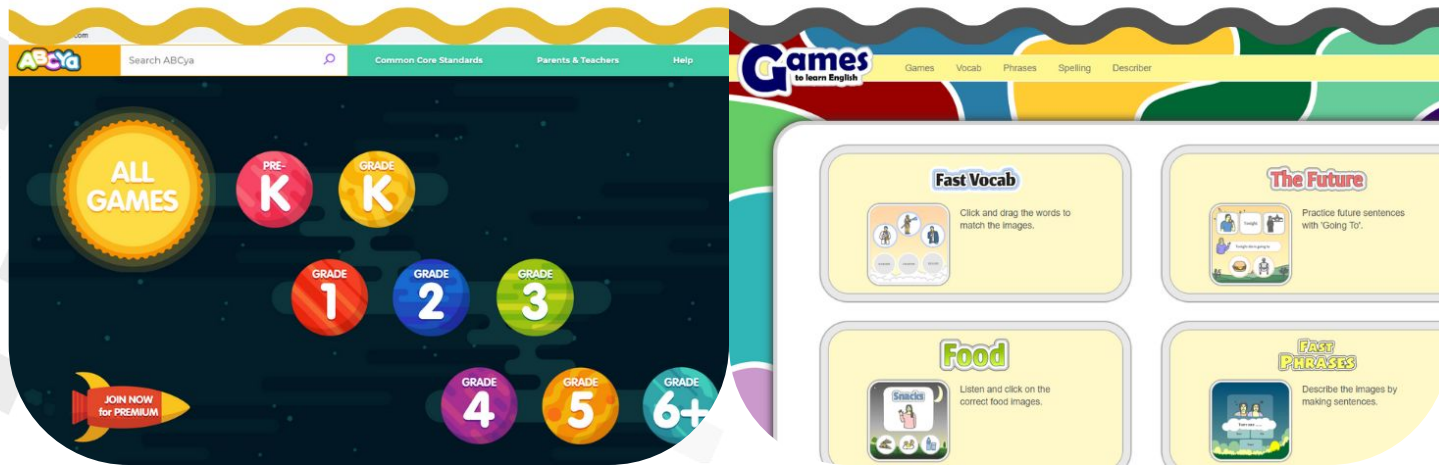 com
ABCYa
Search ABCya
Common Core Standards
Parents & Teachers
Help
ALL
GAMES
PRE-
K
GRADE
K
GRADE
1
GRADE
2
GRADE
3
GRADE
4
GRADE
5
GRADE
6+
JOIN NOW
for PREMIUM
Games
to learn English
Games
Vocab
Phrases
Spelling
Describer
Fast Vocab
Click and drag the words to
match the images.
The Future
Tonight
Practice future sentences
with 'Going To'.
Food
Snacks
Listen and click on the
correct food images.
FAST
PHRASES
Describe the images by
making sentences.